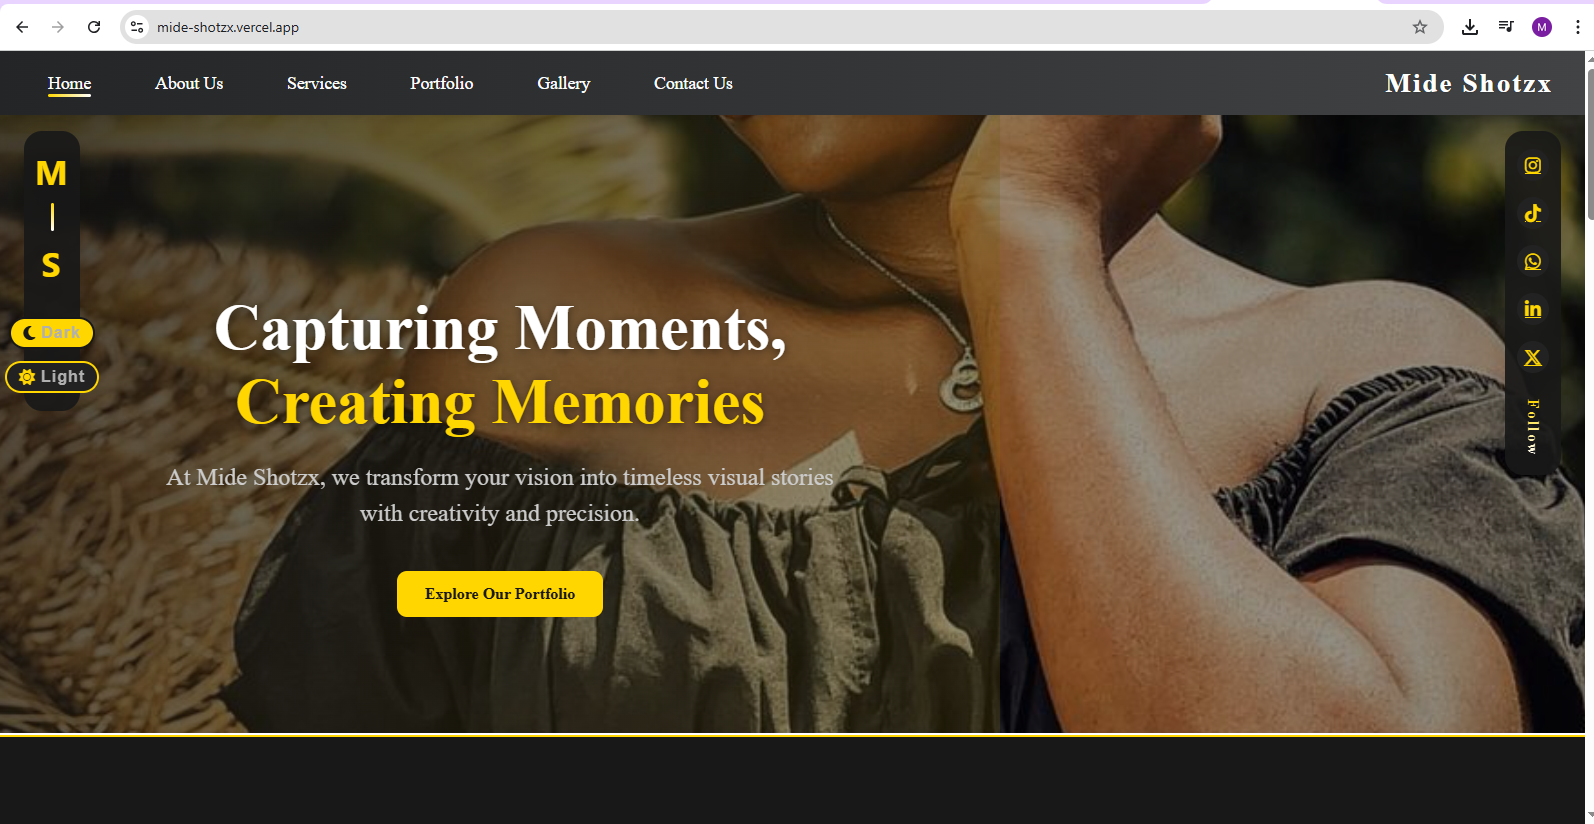 mide-shotzx.vercel.app
M
Home
About Us
Services
Portfolio
Gallery
Contact Us
Mide Shotzx
M
S
Dark
Light
Capturing Moments,
Creating Memories
At Mide Shotzx, we transform your vision into timeless visual stories
with creativity and precision.
Explore Our Portfolio
Follow